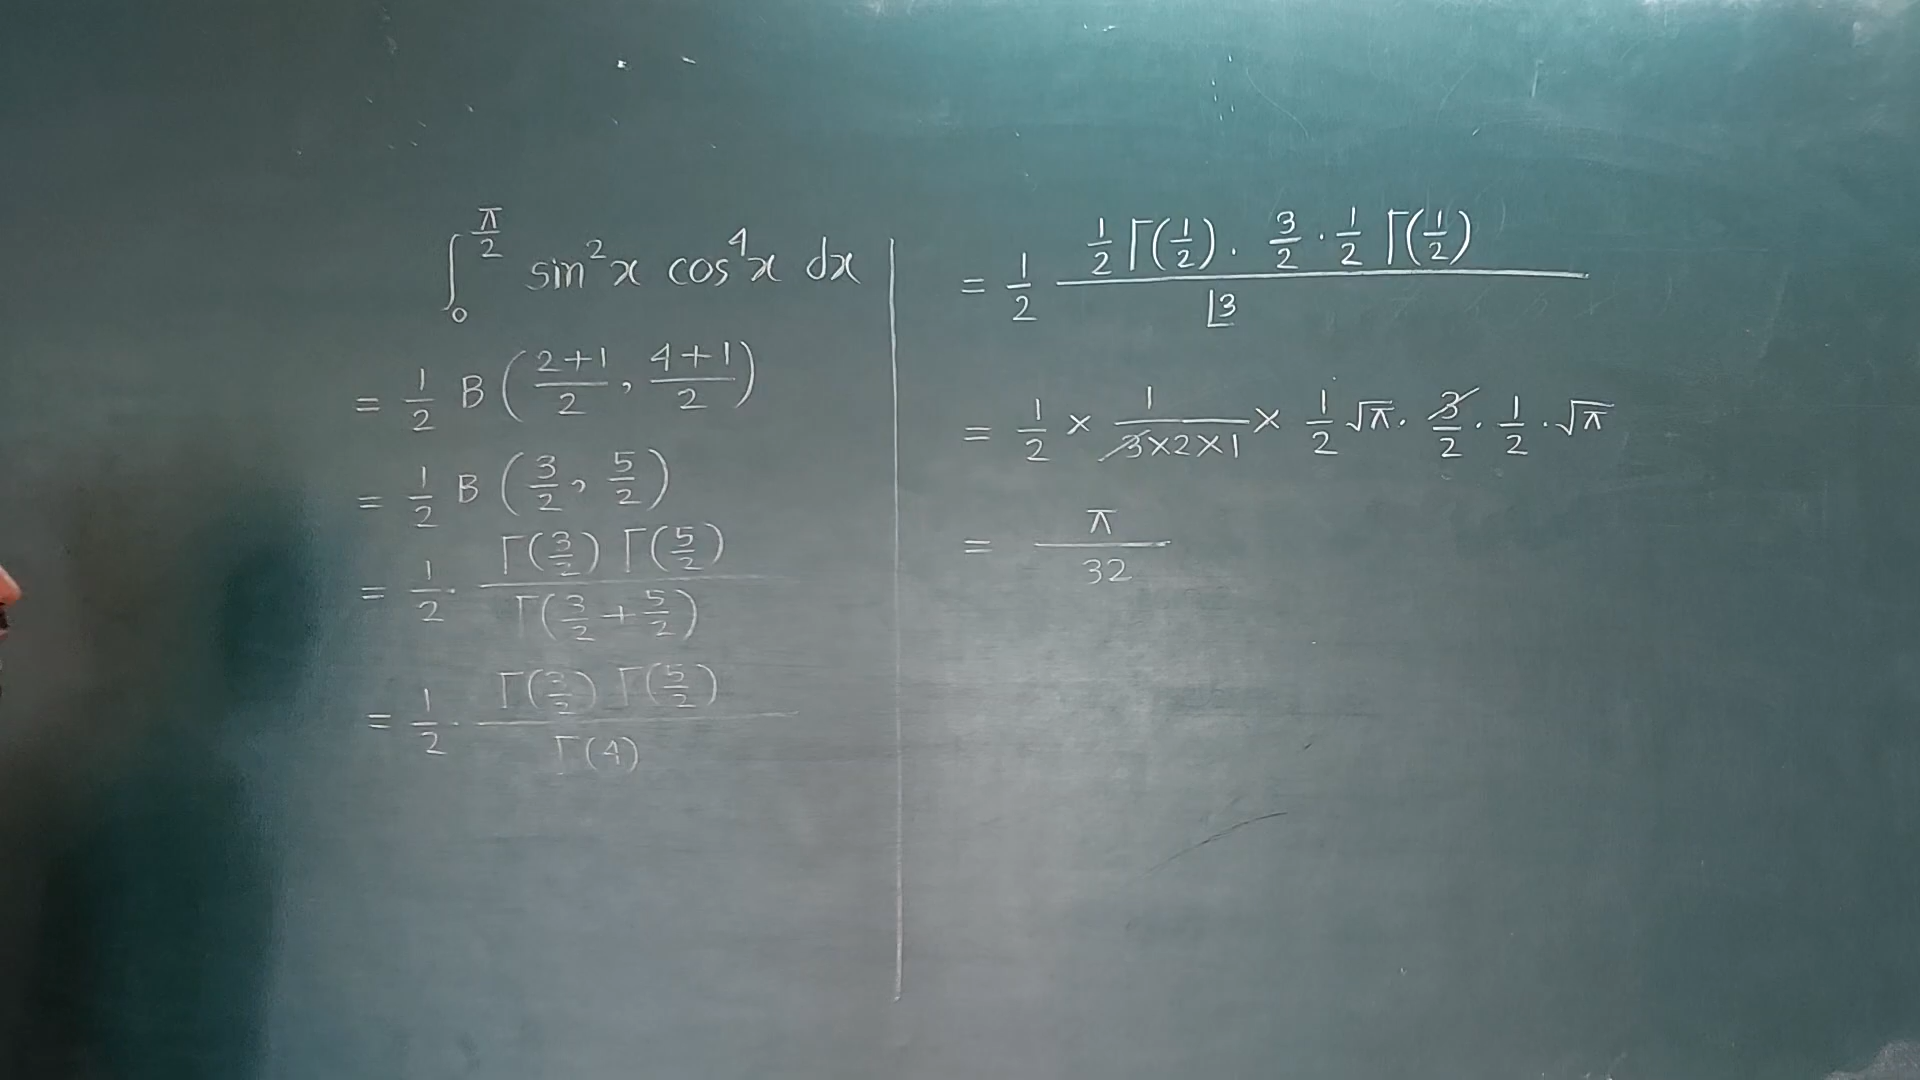 ∫₀^(π/2) sin²x cos⁴x dx
= 1/2 B((2+1)/2, (4+1)/2)
= 1/2 B(3/2, 5/2)
= 1/2 · Γ(3/2) Γ(5/2) / Γ(3/2 + 5/2)
= 1/2 · Γ(3/2) Γ(5/2) / Γ(4)
= 1/2 (1/2 Γ(1/2) · 3/2 · 1/2 Γ(1/2)) / ⌊3
= 1/2 × 1/(3×2×1) × 1/2 √π · 3/2 · 1/2 · √π
= π/32